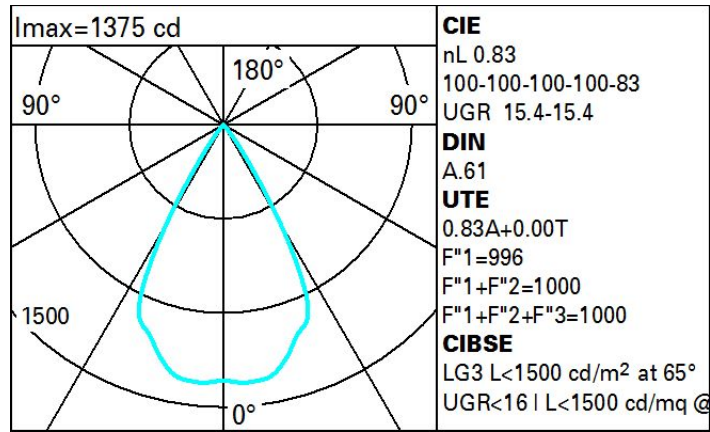 Imax=1375 cd
180°
90°
90°
1500
0°
CIE
nL 0.83
100-100-100-100-83
UGR 15.4-15.4
DIN
A.61
UTE
0.83A+0.00T
F"1=996
F"1+F"2=1000
F"1+F"2+F"3=1000
CIBSE
LG3 L<1500 cd/m² at 65°
UGR<16 | L<1500 cd/mq @